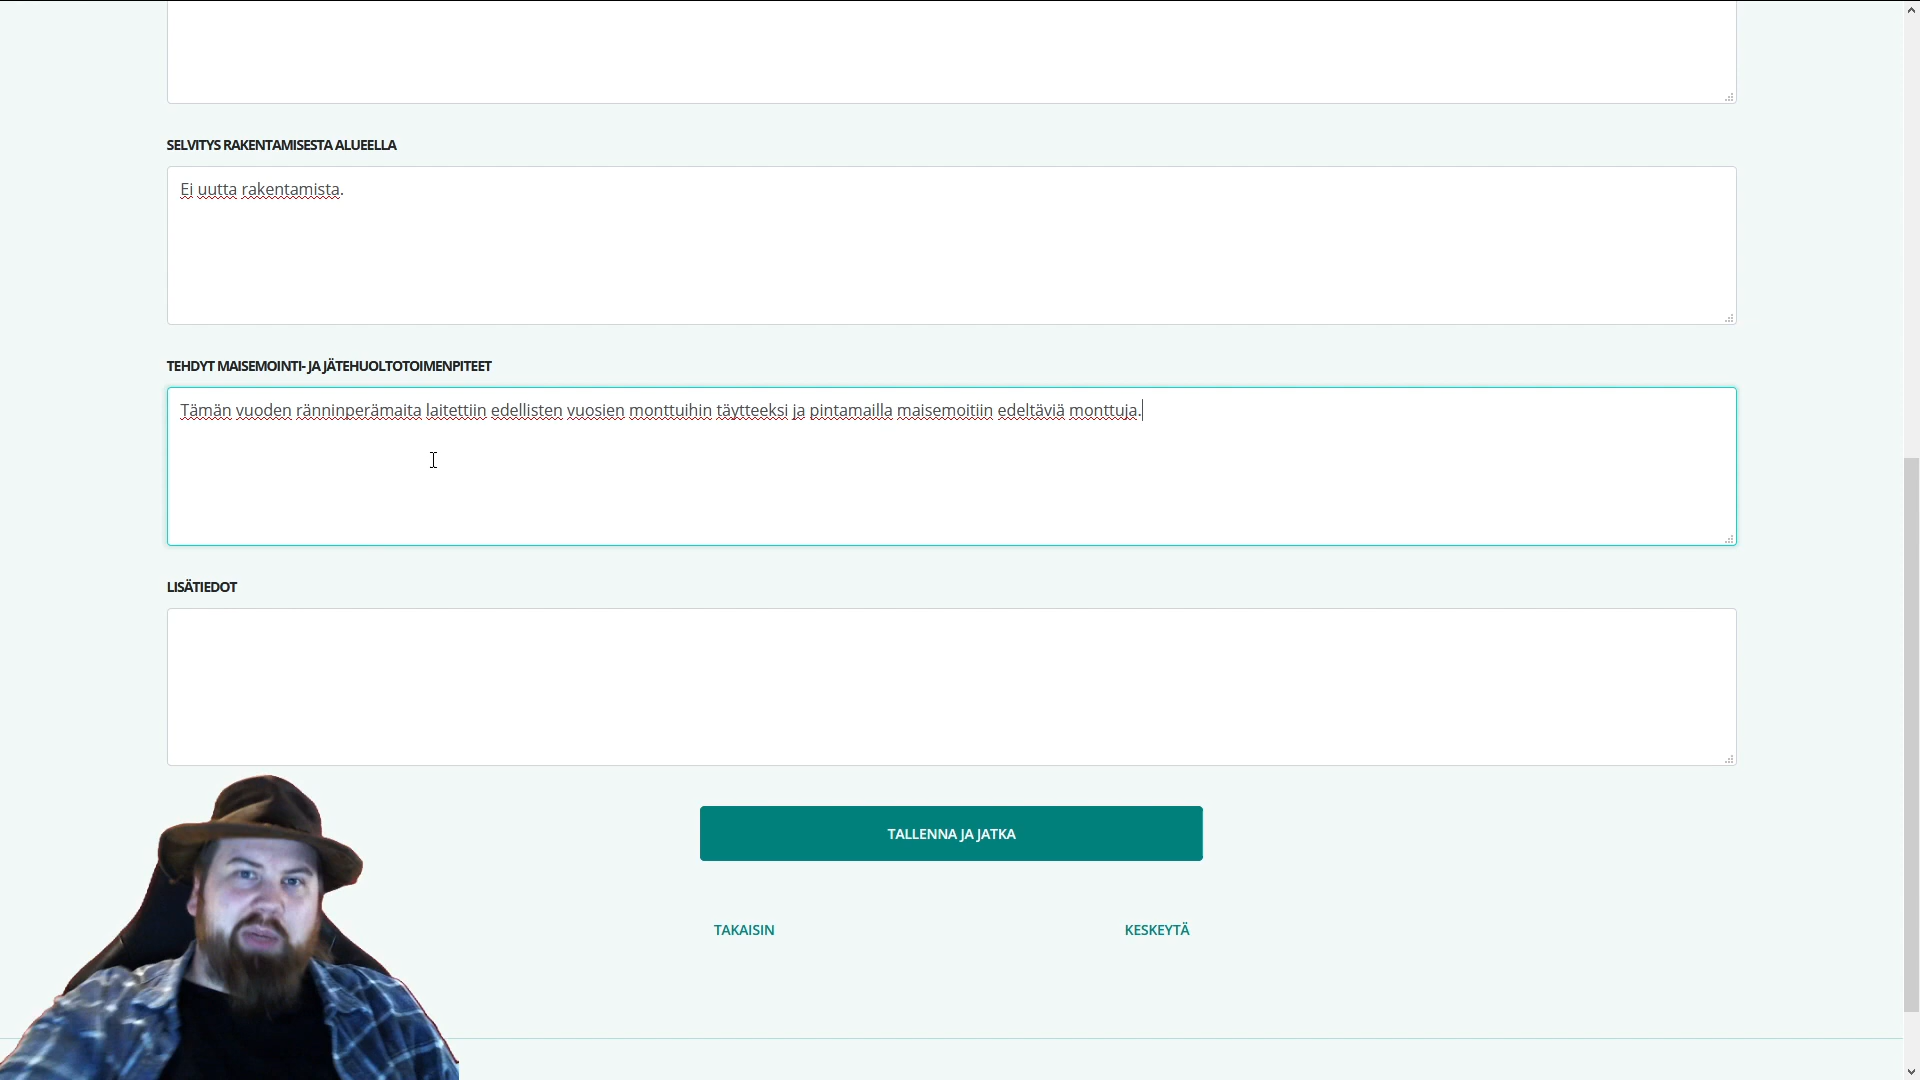 SELVITYS RAKENTAMISESTA ALUEELLA
Ei uutta rakentamista.
TEHDYT MAISEMOINTI- JA JÄTEHUOLTOTOIMENPITEET
Tämän vuoden ränninperämaita laitettiin edellisten vuosien monttuihin täytteeksi ja pintamailla maisemoitiin edeltäviä monttuja.
LISÄTIEDOT
TALLENNA JA JATKA
TAKAISIN
KESKEYTÄ